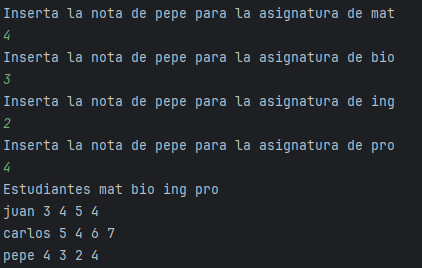 Inserta la nota de pepe para la asignatura de mat
4
Inserta la nota de pepe para la asignatura de bio
3
Inserta la nota de pepe para la asignatura de ing
2
Inserta la nota de pepe para la asignatura de pro
4
Estudiantes mat bio ing pro
juan 3 4 5 4
carlos 5 4 6 7
pepe 4 3 2 4